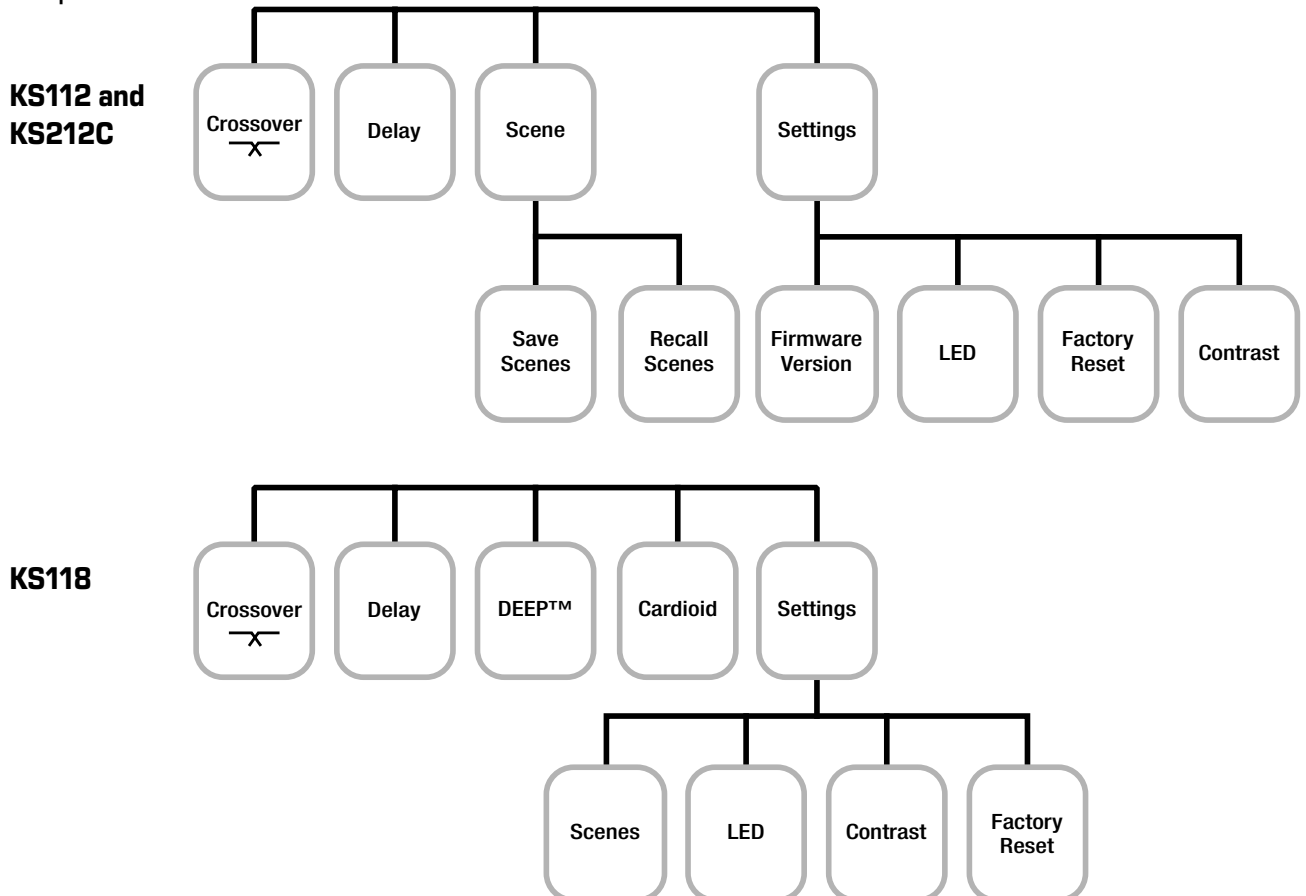 KS112 and
KS212C
Crossover
Delay
Scene
Settings
Save
Scenes
Recall
Scenes
Firmware
Version
LED
Factory
Reset
Contrast
KS118
Crossover
Delay
DEEP™
Cardioid
Settings
Scenes
LED
Contrast
Factory
Reset